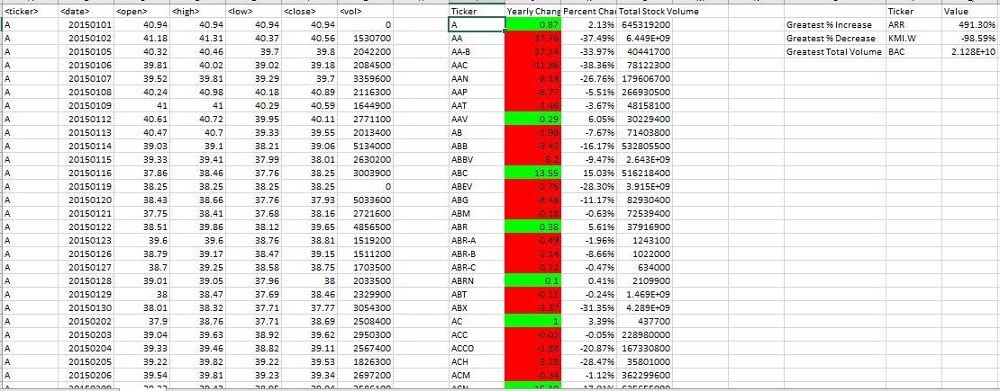 <ticker> <date> <open> <high> <low> <close> <vol> Ticker Yearly Chang Percent Chai Total Stock Volume Ticker Value
A 20150101 40.94 40.94 40.94 40.94 0 A 0.87 2.13% 645319200 Greatest % Increase ARR 491.30%
A 20150102 41.18 41.31 40.37 40.56 1530700 AA -17.76 -37.49% 6.449E+09 Greatest % Decrease KMI.W -98.59%
A 20150105 40.32 40.46 39.7 39.8 2042200 AA-B -17.14 -33.97% 40441700 Greatest Total Volume BAC 2.128E+10
A 20150106 39.81 40.02 39.02 39.18 2084500 AAC -11.86 -38.36% 78122300
A 20150107 39.52 39.81 39.29 39.7 3359600 AAN -8.18 -26.76% 179606700
A 20150108 40.24 40.98 40.18 40.89 2116300 AAP -8.77 -5.51% 266930500
A 20150109 41 41 40.29 40.59 1644900 AAT -1.46 -3.67% 48158100
A 20150112 40.61 40.72 39.95 40.11 2771100 AAV 0.29 6.05% 30229400
A 20150113 40.47 40.7 39.33 39.55 2013400 AB -1.98 -7.67% 71403800
A 20150114 39.03 39.1 38.21 39.06 5134000 ABB -3.42 -16.17% 532805500
A 20150115 39.33 39.41 37.99 38.01 2630200 ABBV -6.2 -9.47% 2.643E+09
A 20150116 37.86 38.46 37.76 38.25 3003900 ABC 13.55 15.03% 516218400
A 20150119 38.25 38.25 38.25 38.25 0 ABEV -1.76 -28.30% 3.915E+09
A 20150120 38.43 38.66 37.76 37.93 5033600 ABG -8.48 -11.17% 82930400
A 20150121 37.75 38.41 37.68 38.16 2721600 ABM -0.18 -0.63% 72539400
A 20150122 38.51 39.86 38.12 39.65 4856500 ABR 0.38 5.61% 37916900
A 20150123 39.6 39.6 38.76 38.81 1519200 ABR-A -0.49 -1.96% 1243100
A 20150126 38.79 39.17 38.47 39.15 1511200 ABR-B -2.14 -8.66% 1022000
A 20150127 38.7 39.25 38.58 38.75 1703500 ABR-C -0.12 -0.47% 634000
A 20150128 39.01 39.05 37.96 38 2033500 ABRN 0.1 0.41% 2109900
A 20150129 38 38.47 37.69 38.46 2329900 ABT -0.11 -0.24% 1.469E+09
A 20150130 38.01 38.32 37.71 37.77 3054300 ABX -3.37 -31.35% 4.289E+09
A 20150202 37.9 38.76 37.71 38.69 2508400 AC 1 3.39% 437700
A 20150203 39.04 39.63 38.92 39.62 2950300 ACC -0.02 -0.05% 228980000
A 20150204 39.33 39.46 38.82 39.11 2567400 ACCO -1.88 -20.87% 167330800
A 20150205 39.22 39.82 39.22 39.53 1826300 ACH -3.28 -28.47% 35801000
A 20150206 39.54 39.81 39.23 39.34 2697200 ACM -0.34 -1.12% 362299600